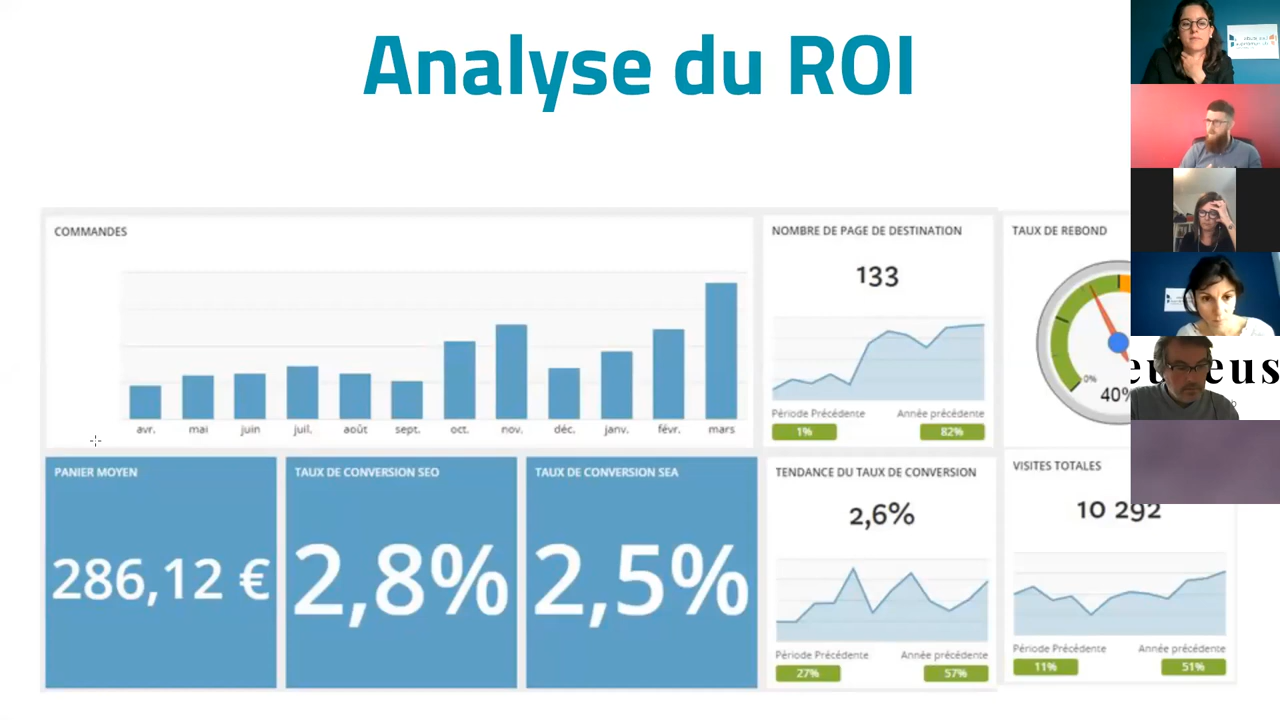 Analyse du ROI
COMMANDES
avr. mai juin juil. août sept. oct. nov. déc. janv. févr. mars
NOMBRE DE PAGE DE DESTINATION
133
Période Précédente Année précédente
1% 82%
TAUX DE REBOND
0%
40%
eus
PANIER MOYEN
286,12 €
TAUX DE CONVERSION SEO
2,8%
TAUX DE CONVERSION SEA
2,5%
TENDANCE DU TAUX DE CONVERSION
2,6%
Période Précédente Année précédente
27% 57%
VISITES TOTALES
10 292
Période Précédente Année précédente
11% 51%